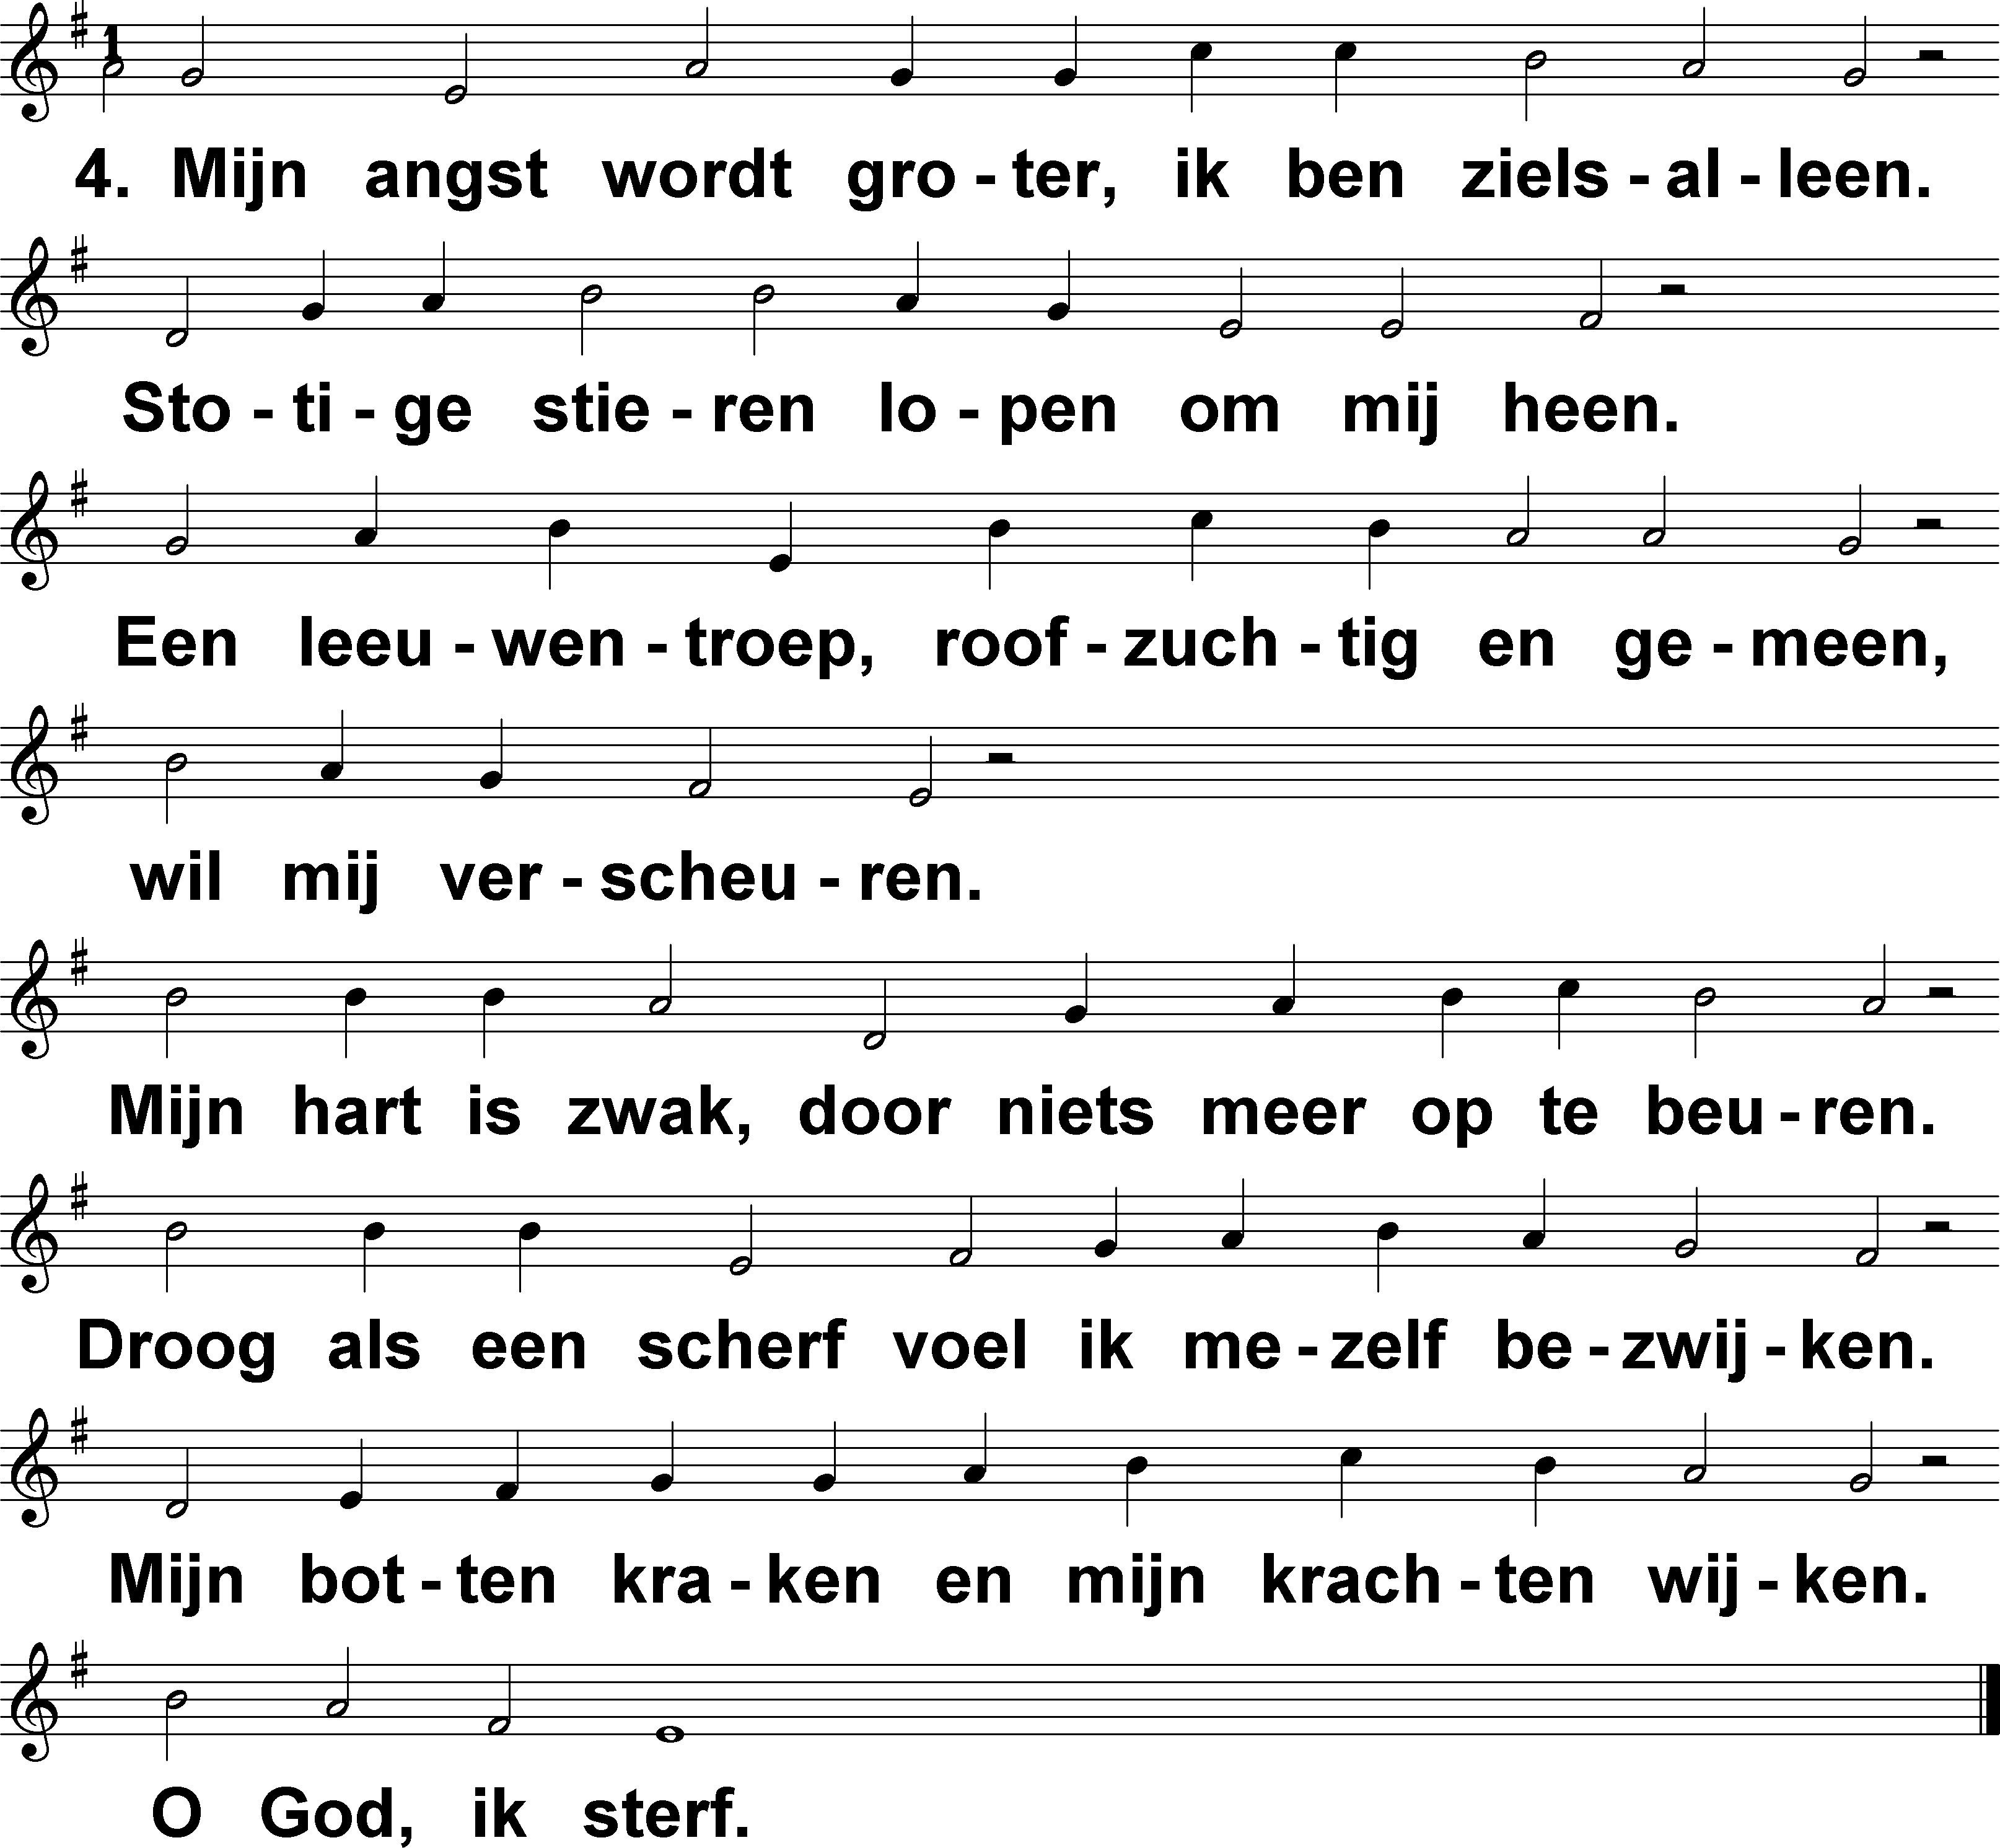 4. Mijn angst wordt gro - ter, ik ben ziels - al - leen.
Sto - ti - ge stie - ren lo - pen om mij heen.
Een leeu - wen - troep, roof - zuch - tig en ge - meen,
wil mij ver - scheu - ren.
Mijn hart is zwak, door niets meer op te beu - ren.
Droog als een scherf voel ik me - zelf be - zwij - ken.
Mijn bot - ten kra - ken en mijn krach - ten wij - ken.
O God, ik sterf.